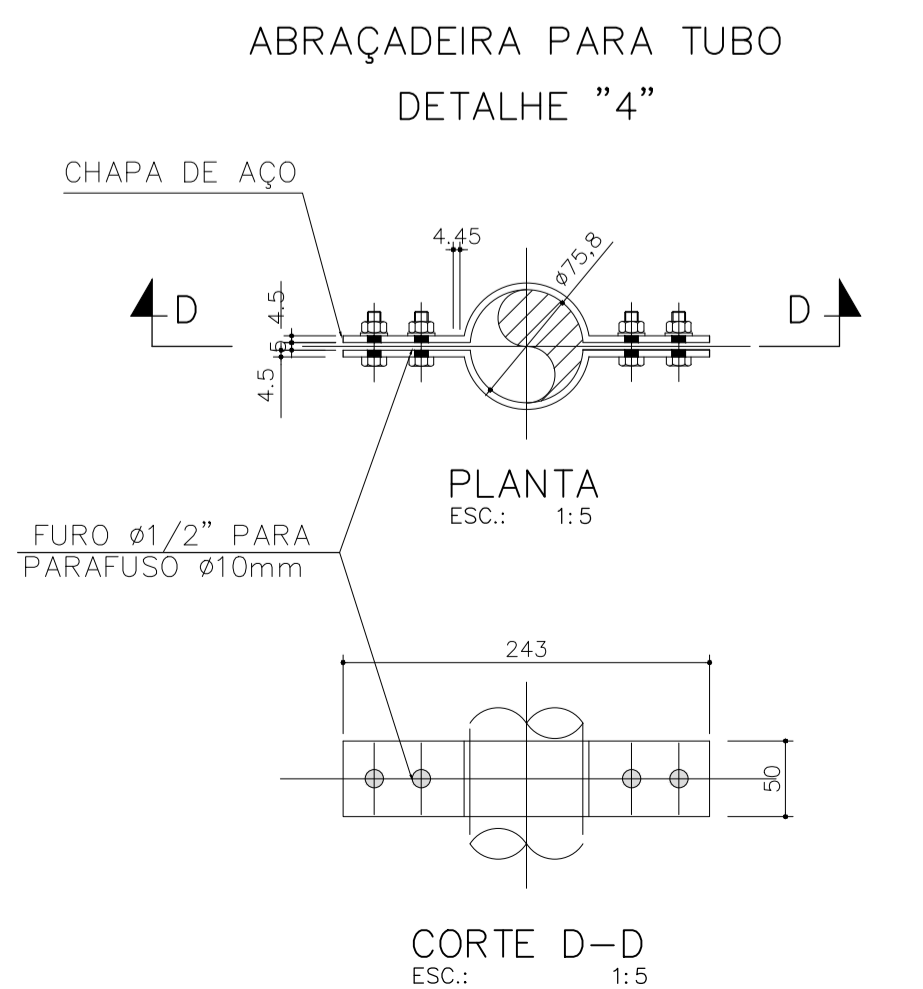 ABRAÇADEIRA PARA TUBO
DETALHE ”4”
CHAPA DE AÇO
4.45
ø75,8
D
D
4.5
5
4.5
PLANTA
ESC.: 1:5
FURO ø1/2” PARA
PARAFUSO ø10mm
243
50
CORTE D–D
ESC.: 1:5